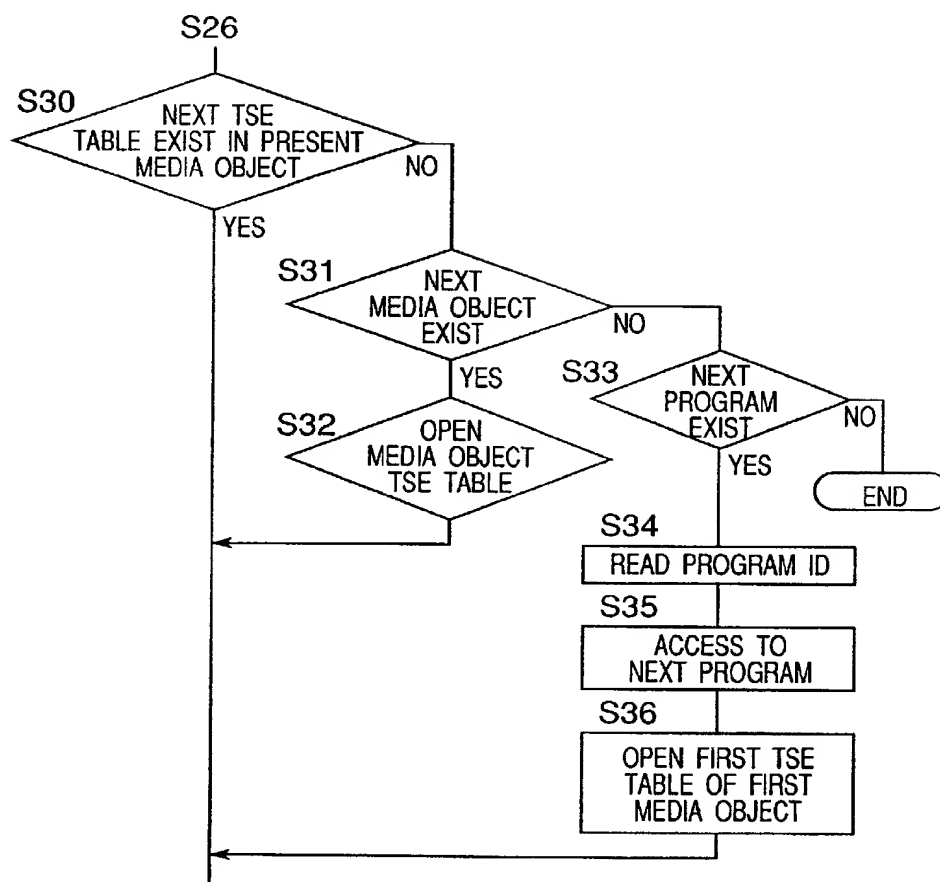 S26
S30
NEXT TSE
TABLE EXIST IN PRESENT
MEDIA OBJECT
NO
YES
S31
NEXT
MEDIA OBJECT
EXIST
NO
YES
S33
NEXT
PROGRAM
EXIST
NO
YES
END
S32
OPEN
MEDIA OBJECT
TSE TABLE
S34
READ PROGRAM ID
S35
ACCESS TO
NEXT PROGRAM
S36
OPEN FIRST TSE
TABLE OF FIRST
MEDIA OBJECT